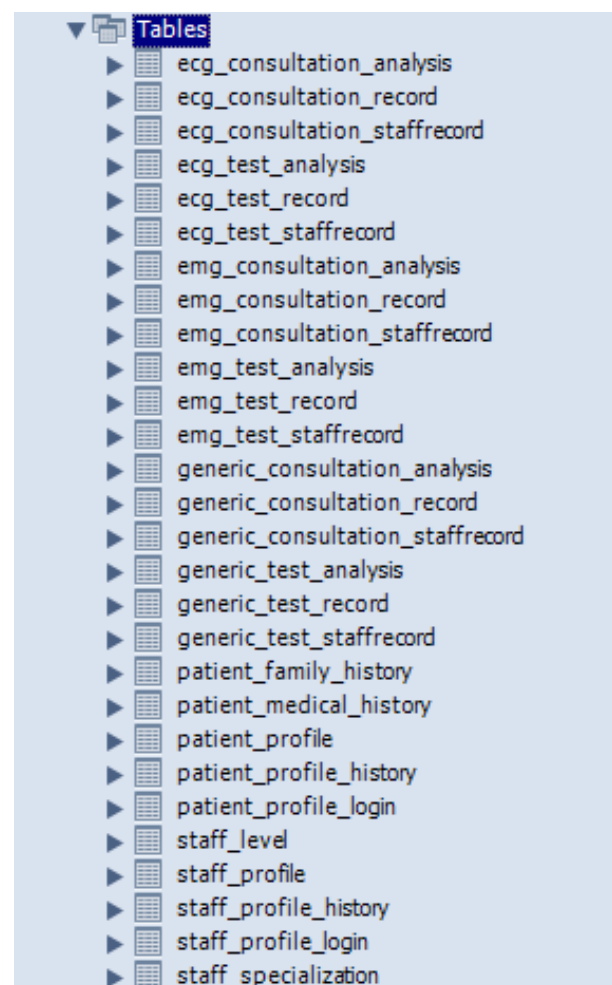 Tables
ecg_consultation_analysis
ecg_consultation_record
ecg_consultation_staffrecord
ecg_test_analysis
ecg_test_record
ecg_test_staffrecord
emg_consultation_analysis
emg_consultation_record
emg_consultation_staffrecord
emg_test_analysis
emg_test_record
emg_test_staffrecord
generic_consultation_analysis
generic_consultation_record
generic_consultation_staffrecord
generic_test_analysis
generic_test_record
generic_test_staffrecord
patient_family_history
patient_medical_history
patient_profile
patient_profile_history
patient_profile_login
staff_level
staff_profile
staff_profile_history
staff_profile_login
staff_specialization